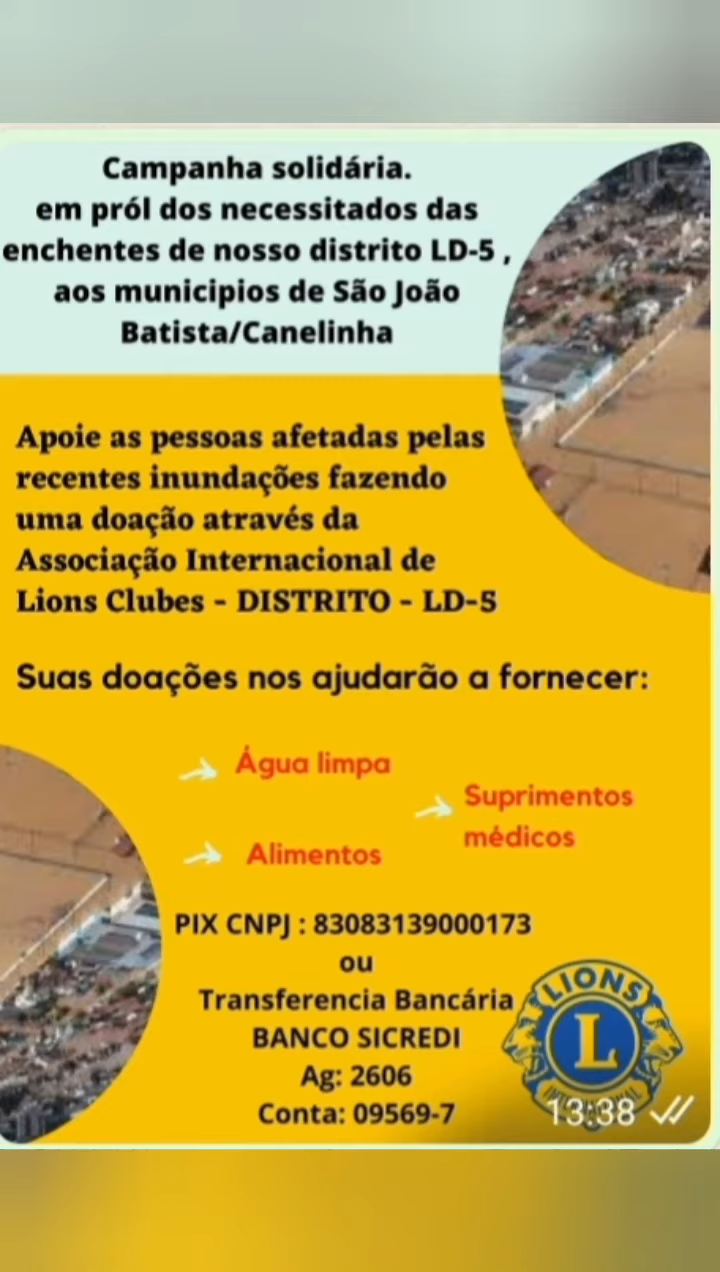 Campanha solidária.
em pról dos necessitados das
enchentes de nosso distrito LD-5 ,
aos municipios de São João
Batista/Canelinha
Apoie as pessoas afetadas pelas
recentes inundações fazendo
uma doação através da
Associação Internacional de
Lions Clubes - DISTRITO - LD-5
Suas doações nos ajudarão a fornecer:
Água limpa
Suprimentos
médicos
Alimentos
PIX CNPJ : 83083139000173
ou
Transferencia Bancária
BANCO SICREDI
Ag: 2606
Conta: 09569-7
LIONS
L
INTERNATIONAL
13:38